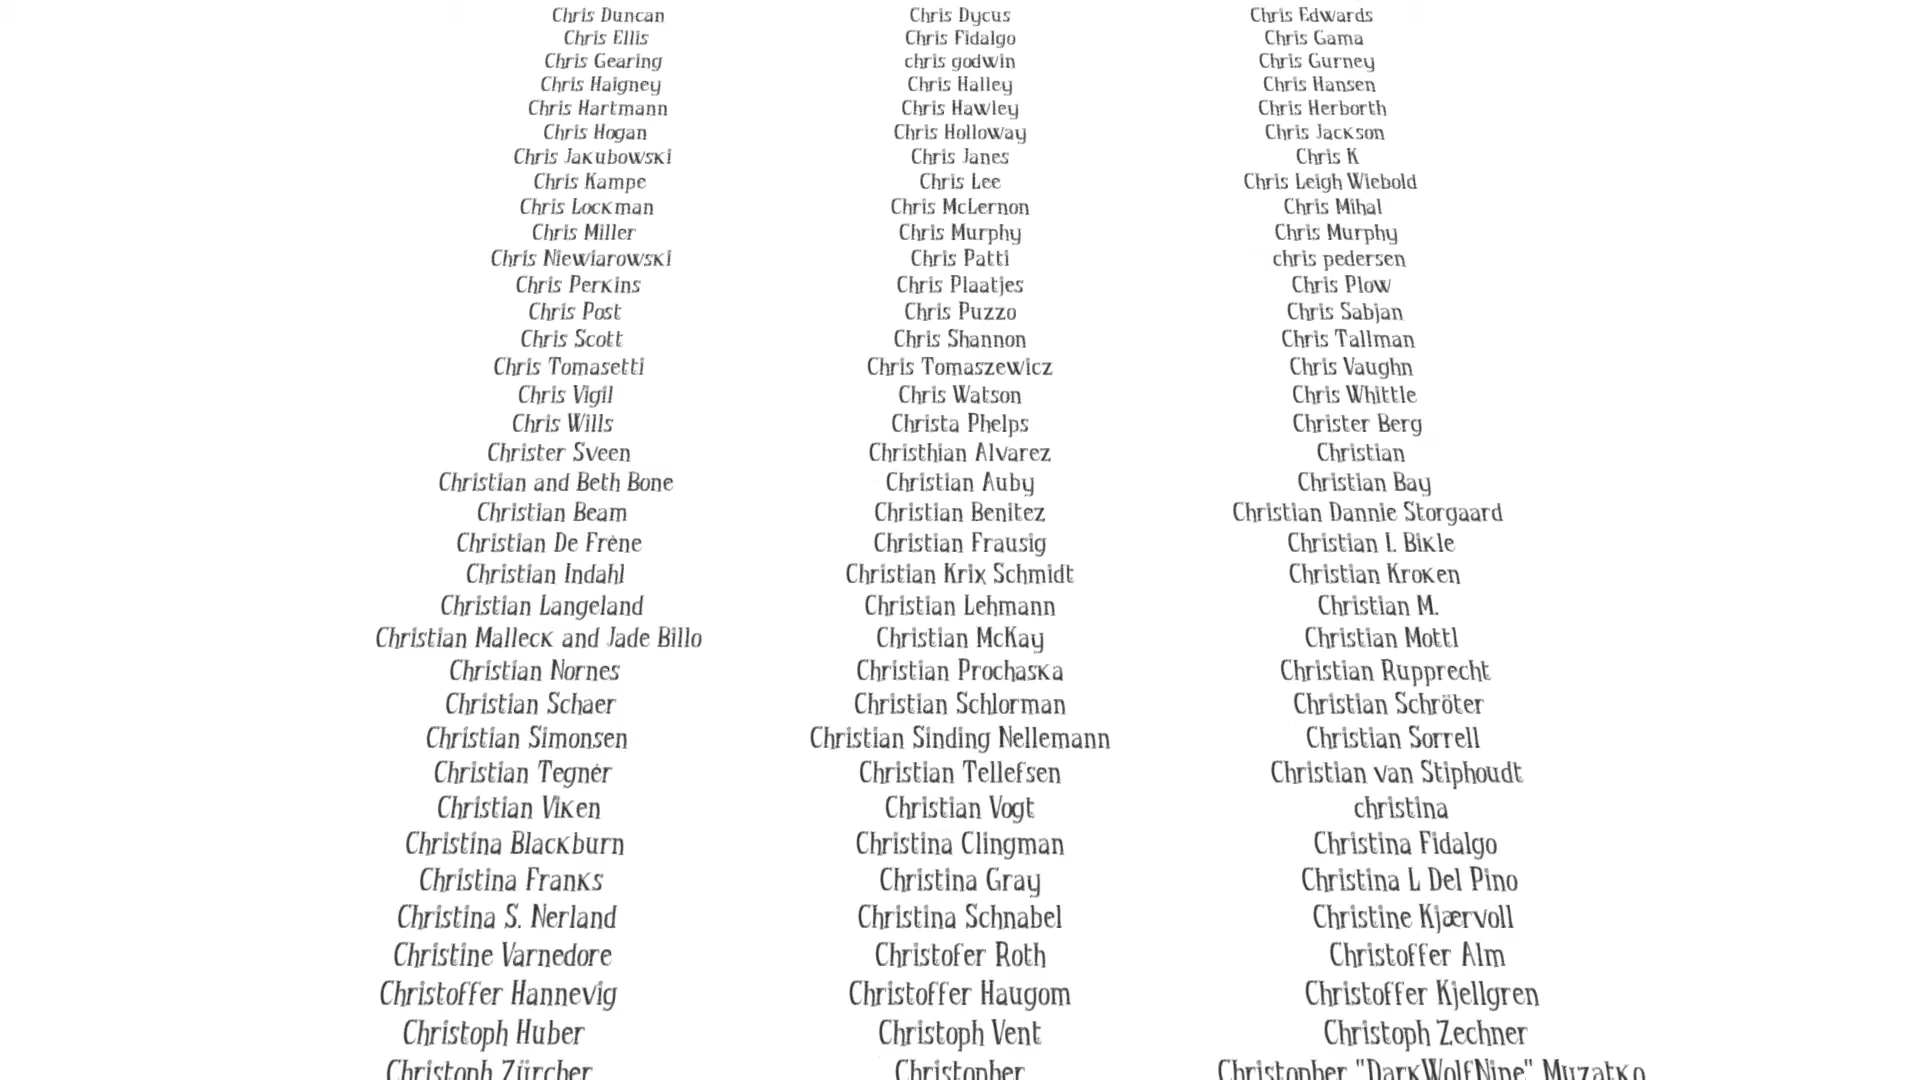 Chris Duncan Chris Dycus Chris Edwards
Chris Ellis Chris Fidalgo Chris Gama
Chris Gearing chris godwin Chris Gurney
Chris Haigney Chris Halley Chris Hansen
Chris Hartmann Chris Hawley Chris Herborth
Chris Hogan Chris Holloway Chris Jackson
Chris Jakubowski Chris Janes Chris K
Chris Kampe Chris Lee Chris Leigh Wiebold
Chris Lockman Chris McLernon Chris Mihal
Chris Miller Chris Murphy Chris Murphy
Chris Niewiarowski Chris Patti chris pedersen
Chris Perkins Chris Plaatjes Chris Plow
Chris Post Chris Puzzo Chris Sabjan
Chris Scott Chris Shannon Chris Tallman
Chris Tomasetti Chris Tomaszewicz Chris Vaughn
Chris Vigil Chris Watson Chris Whittle
Chris Wills Christa Phelps Christer Berg
Christer Sveen Christhian Alvarez Christian
Christian and Beth Bone Christian Auby Christian Bay
Christian Beam Christian Benitez Christian Dannie Storgaard
Christian De Frène Christian Frausig Christian I. Bikle
Christian Indahl Christian Krix Schmidt Christian Kroken
Christian Langeland Christian Lehmann Christian M.
Christian Malleck and Jade Billo Christian McKay Christian Mottl
Christian Nornes Christian Prochaska Christian Rupprecht
Christian Schaer Christian Schlorman Christian Schröter
Christian Simonsen Christian Sinding Nellemann Christian Sorrell
Christian Tegnér Christian Tellefsen Christian van Stiphoudt
Christian Viken Christian Vogt christina
Christina Blackburn Christina Clingman Christina Fidalgo
Christina Franks Christina Gray Christina L Del Pino
Christina S. Nerland Christina Schnabel Christine Kjærvoll
Christine Varnedore Christofer Roth Christoffer Alm
Christoffer Hannevig Christoffer Haugom Christoffer Kjellgren
Christoph Huber Christoph Vent Christoph Zechner
Christoph Zürcher Christopher Christopher "DarkWolfNine" Muzatko